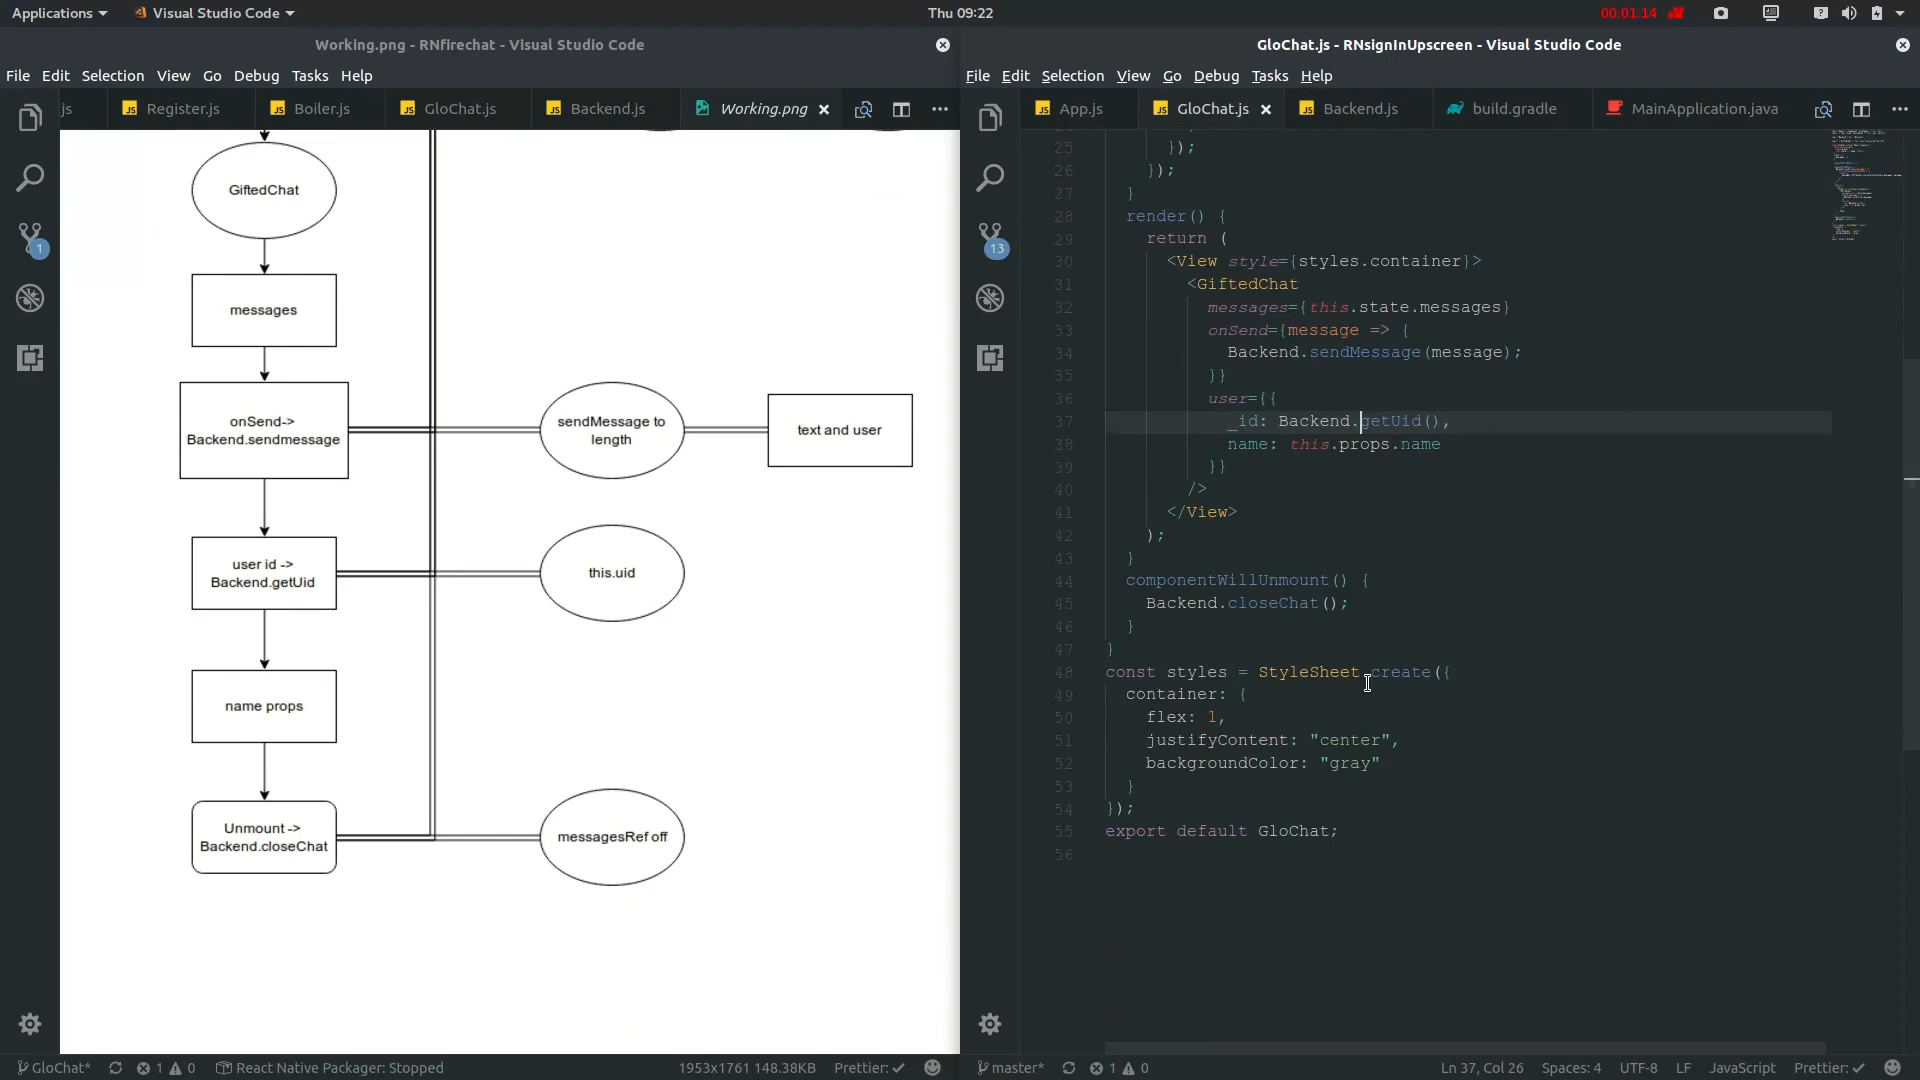 Applications
Visual Studio Code
Thu 09:22
00:01:14
Working.png - RNfirechat - Visual Studio Code
File Edit Selection View Go Debug Tasks Help
js
Register.js
Boiler.js
GloChat.js
Backend.js
Working.png
1
GiftedChat
messages
onSend->
Backend.sendmessage
sendMessage to
length
text and user
user id ->
Backend.getUid
this.uid
name props
Unmount ->
Backend.closeChat
messagesRef off
GloChat*
1 0
React Native Packager: Stopped
1953x1761 148.38KB
Prettier: ✓
GloChat.js - RNsignInUpscreen - Visual Studio Code
File Edit Selection View Go Debug Tasks Help
App.js
GloChat.js
Backend.js
build.gradle
MainApplication.java
13
25 });
26 });
27 }
28 render() {
29 return (
30 <View style={styles.container}>
31 <GiftedChat
32 messages={this.state.messages}
33 onSend={message => {
34 Backend.sendMessage(message);
35 }}
36 user={{
37 _id: Backend.getUid(),
38 name: this.props.name
39 }}
40 />
41 </View>
42 );
43 }
44 componentWillUnmount() {
45 Backend.closeChat();
46 }
47 }
48 const styles = StyleSheet.create({
49 container: {
50 flex: 1,
51 justifyContent: "center",
52 backgroundColor: "gray"
53 }
54 });
55 export default GloChat;
56
master*
1 0
Ln 37, Col 26
Spaces: 4
UTF-8
LF
JavaScript
Prettier: ✓